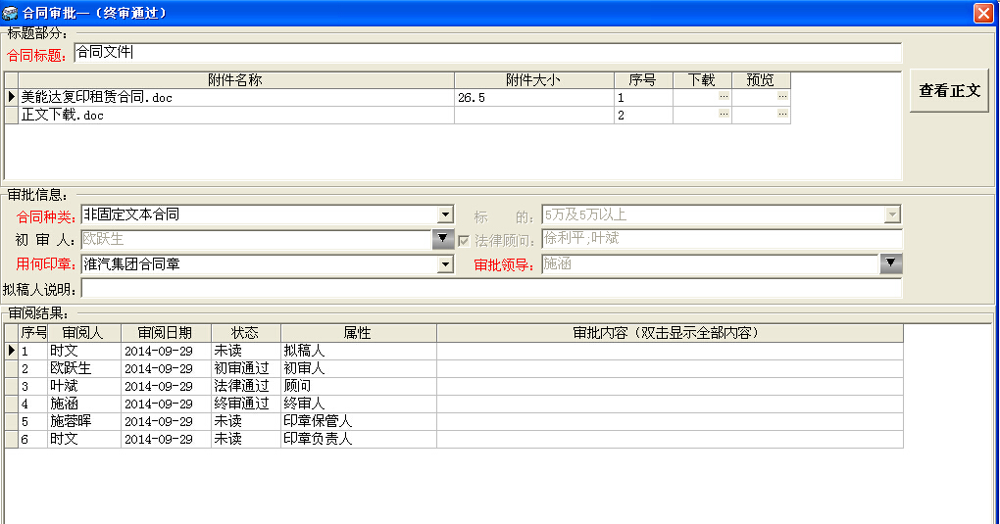 合同审批—（终审通过）
标题部分:
合同标题: 合同文件
附件名称 附件大小 序号 下载 预览
美能达复印租赁合同.doc 26.5 1 ... ...
正文下载.doc 2 ... ...
查看正文
审批信息:
合同种类: 非固定文本合同 标 的: 5万及5万以上
初 审 人: 欧跃生 法律顾问: 徐利平;叶斌
用何印章: 淮汽集团合同章 审批领导: 施涵
拟稿人说明:
审阅结果:
序号 审阅人 审阅日期 状态 属性 审批内容（双击显示全部内容）
1 时文 2014-09-29 未读 拟稿人
2 欧跃生 2014-09-29 初审通过 初审人
3 叶斌 2014-09-29 法律通过 顾问
4 施涵 2014-09-29 终审通过 终审人
5 施蓉晖 2014-09-29 未读 印章保管人
6 时文 2014-09-29 未读 印章负责人